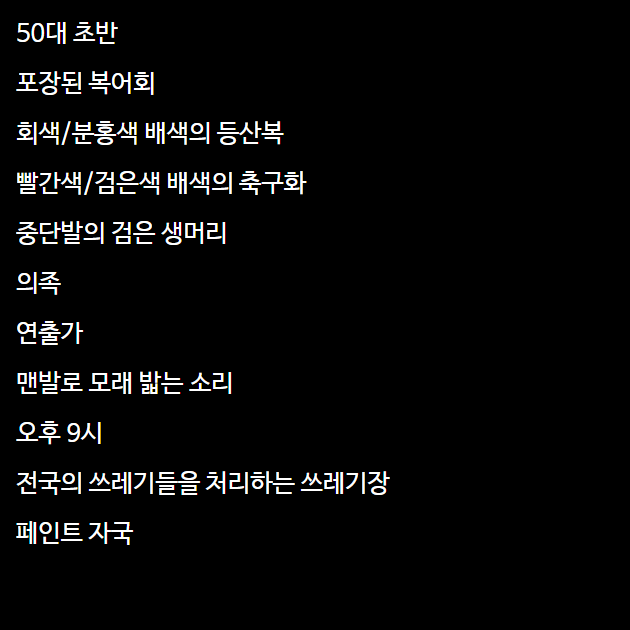 50대 초반
포장된 복어회
회색/분홍색 배색의 등산복
빨간색/검은색 배색의 축구화
중단발의 검은 생머리
의족
연출가
맨발로 모래 밟는 소리
오후 9시
전국의 쓰레기들을 처리하는 쓰레기장
페인트 자국